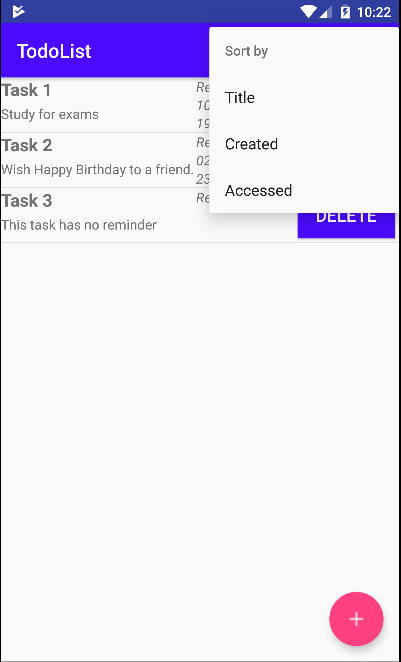 10:22
TodoList
Sort by
Title
Created
Accessed
Task 1
Study for exams
Re
10
19
Task 2
Wish Happy Birthday to a friend.
Re
02
23
Task 3
This task has no reminder
Re
DELETE